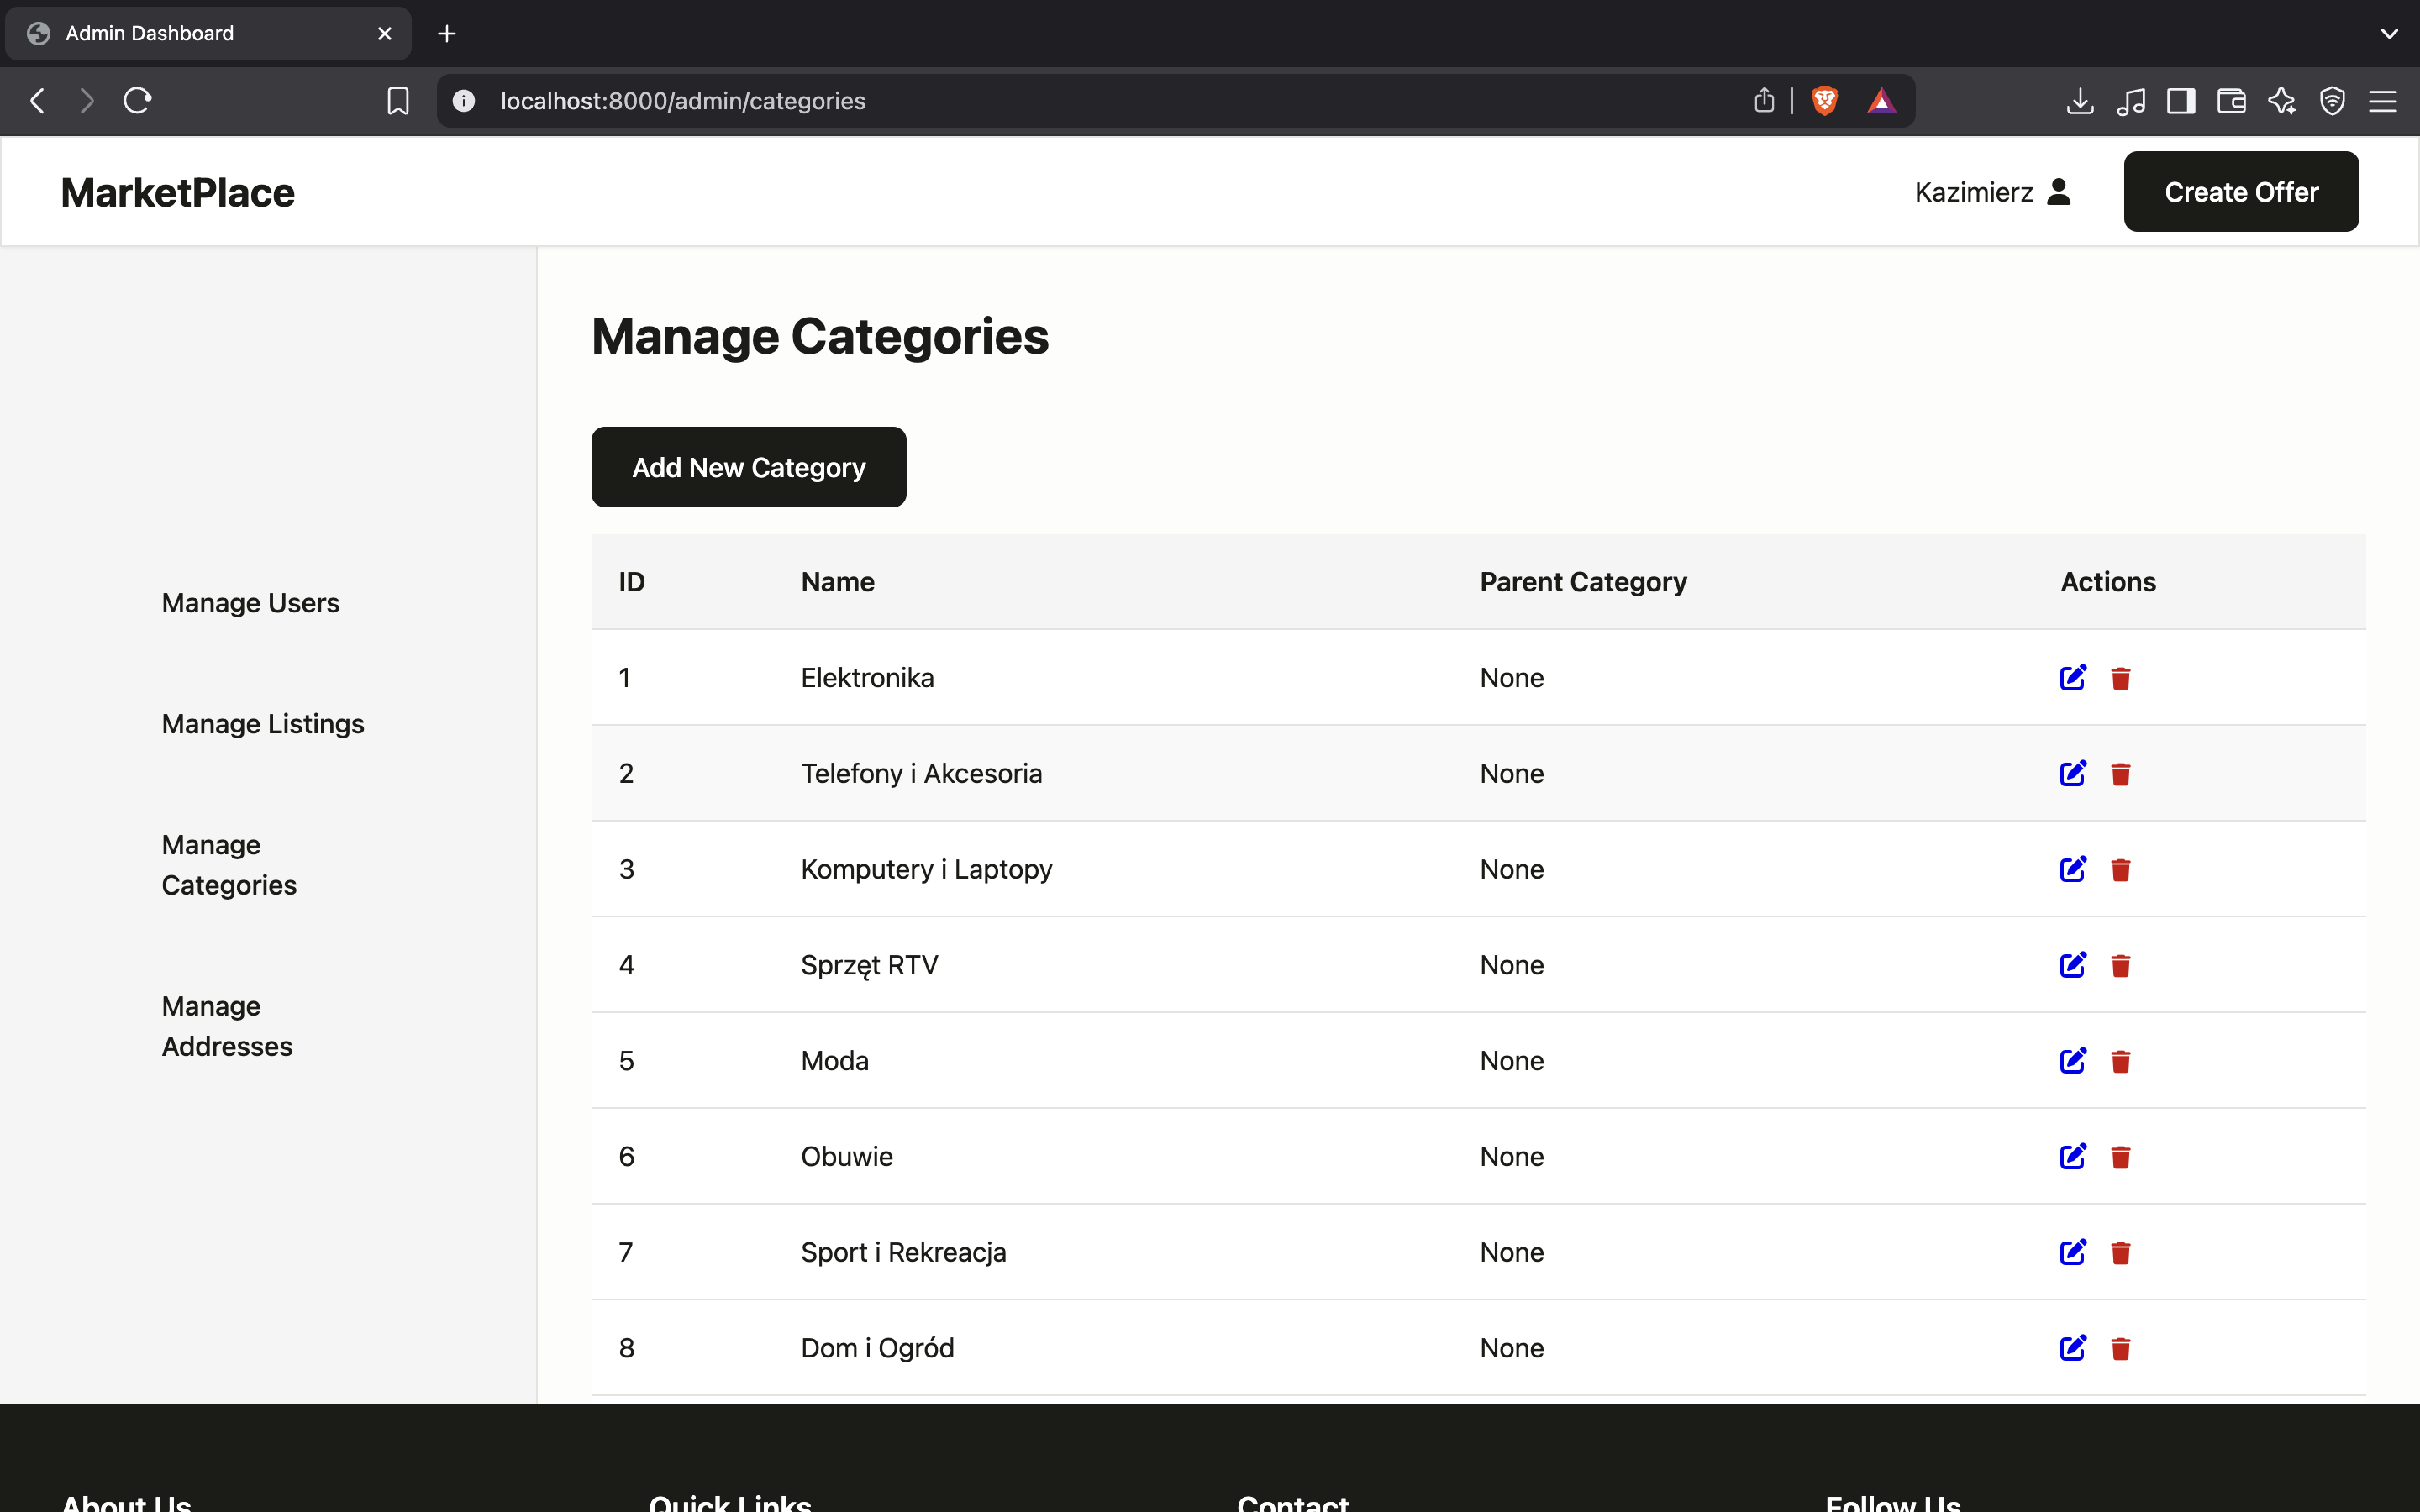 Admin Dashboard
localhost:8000/admin/categories
MarketPlace
Kazimierz
Create Offer
Manage Users
Manage Listings
Manage
Categories
Manage
Addresses
Manage Categories
Add New Category
ID Name Parent Category Actions
1 Elektronika None
2 Telefony i Akcesoria None
3 Komputery i Laptopy None
4 Sprzęt RTV None
5 Moda None
6 Obuwie None
7 Sport i Rekreacja None
8 Dom i Ogród None
About Us Quick Links Contact Follow Us